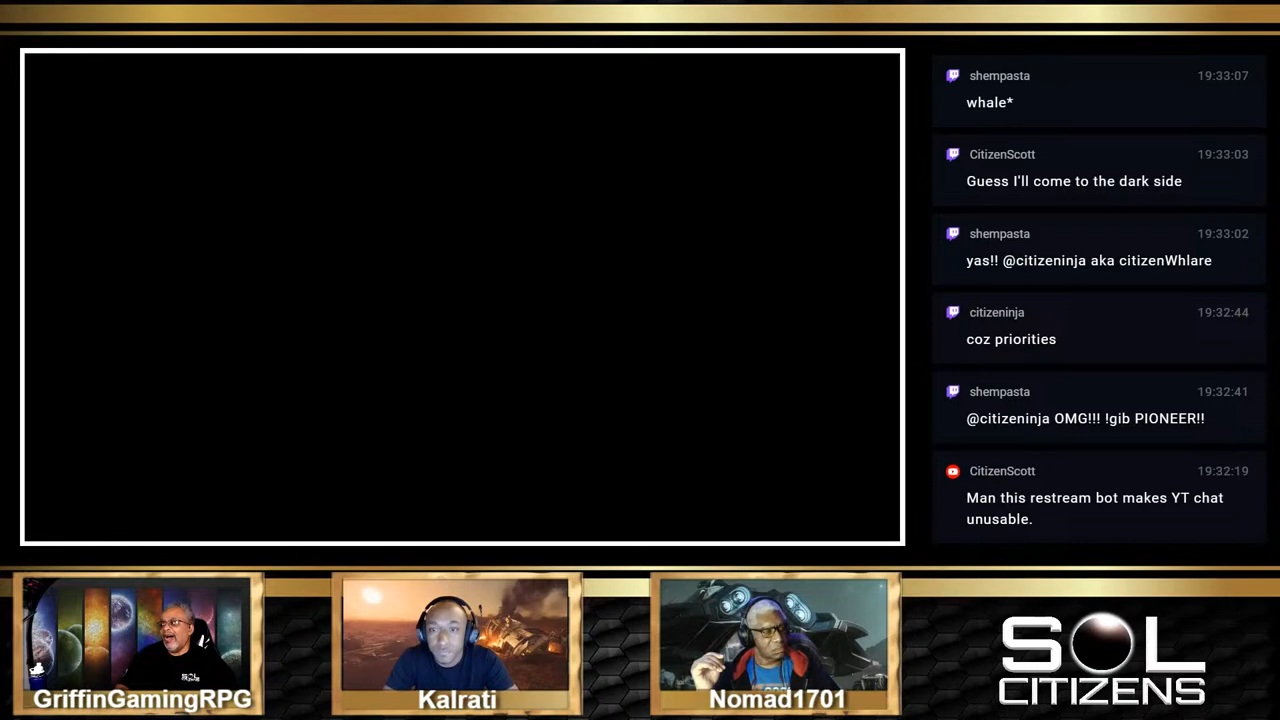 shempasta 19:33:07
whale*
CitizenScott 19:33:03
Guess I'll come to the dark side
shempasta 19:33:02
yas!! @citizeninja aka citizenWhlare
citizeninja 19:32:44
coz priorities
shempasta 19:32:41
@citizeninja OMG!!! !gib PIONEER!!
CitizenScott 19:32:19
Man this restream bot makes YT chat
unusable.
GriffinGamingRPG
Kalrati
Nomad1701
SOL
CITIZENS